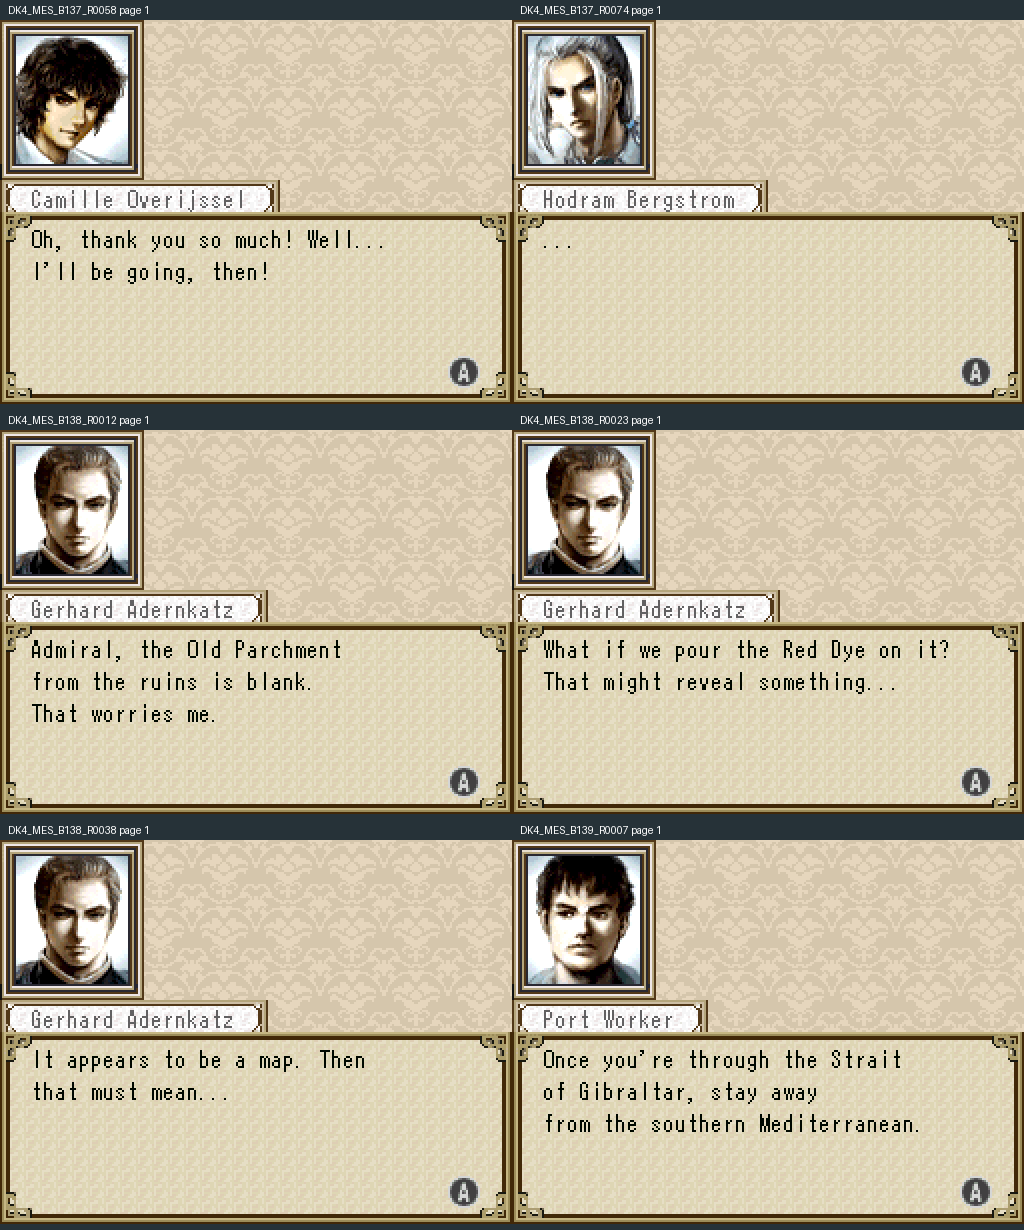 DK4_MES_B137_R0058 page 1
Camille Overijssel
Oh, thank you so much! Well...
I'll be going, then!
A
DK4_MES_B137_R0074 page 1
Hodram Bergstrom
...
A
DK4_MES_B138_R0012 page 1
Gerhard Adernkatz
Admiral, the Old Parchment
from the ruins is blank.
That worries me.
A
DK4_MES_B138_R0023 page 1
Gerhard Adernkatz
What if we pour the Red Dye on it?
That might reveal something...
A
DK4_MES_B138_R0038 page 1
Gerhard Adernkatz
It appears to be a map. Then
that must mean...
A
DK4_MES_B139_R0007 page 1
Port Worker
Once you're through the Strait
of Gibraltar, stay away
from the southern Mediterranean.
A